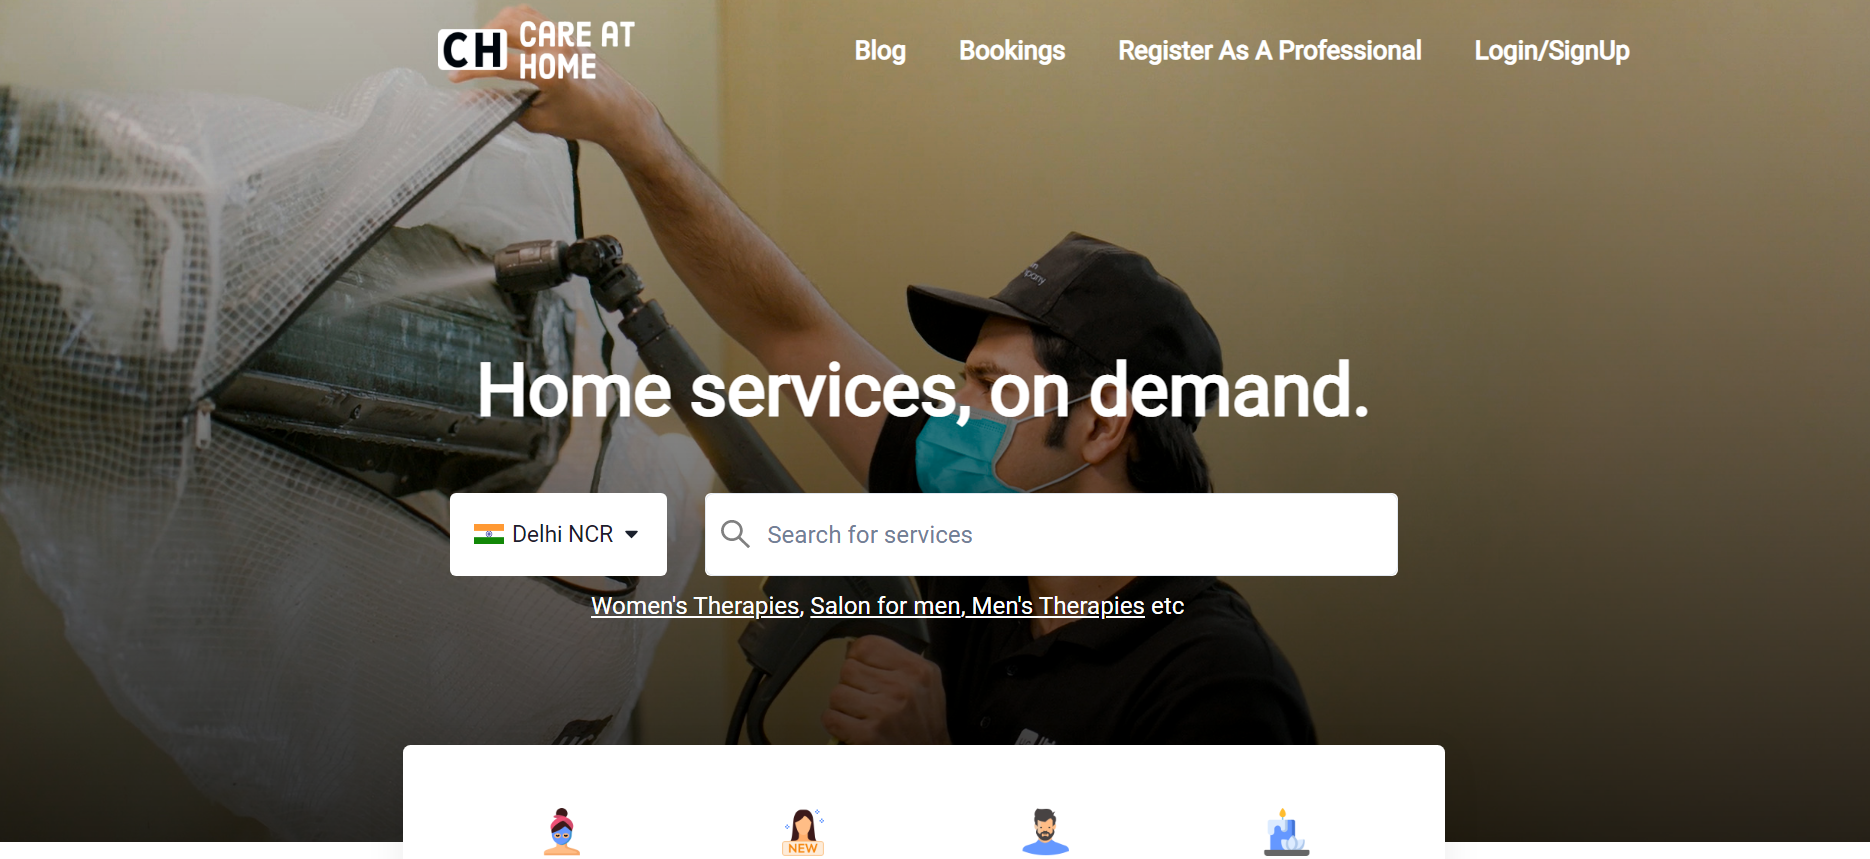 CH CARE AT
HOME
Blog
Bookings
Register As A Professional
Login/SignUp
Home services, on demand.
Delhi NCR
Search for services
Women's Therapies, Salon for men, Men's Therapies etc
NEW